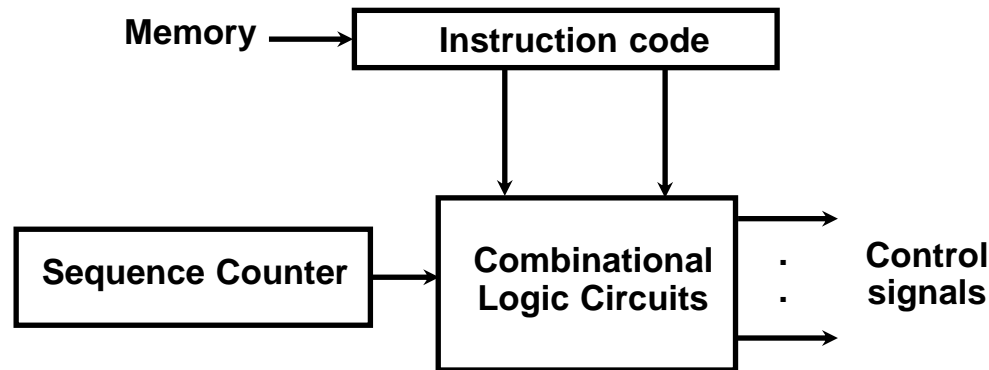 Memory
Instruction code
Sequence Counter
Combinational
Logic Circuits
.
.
Control
signals